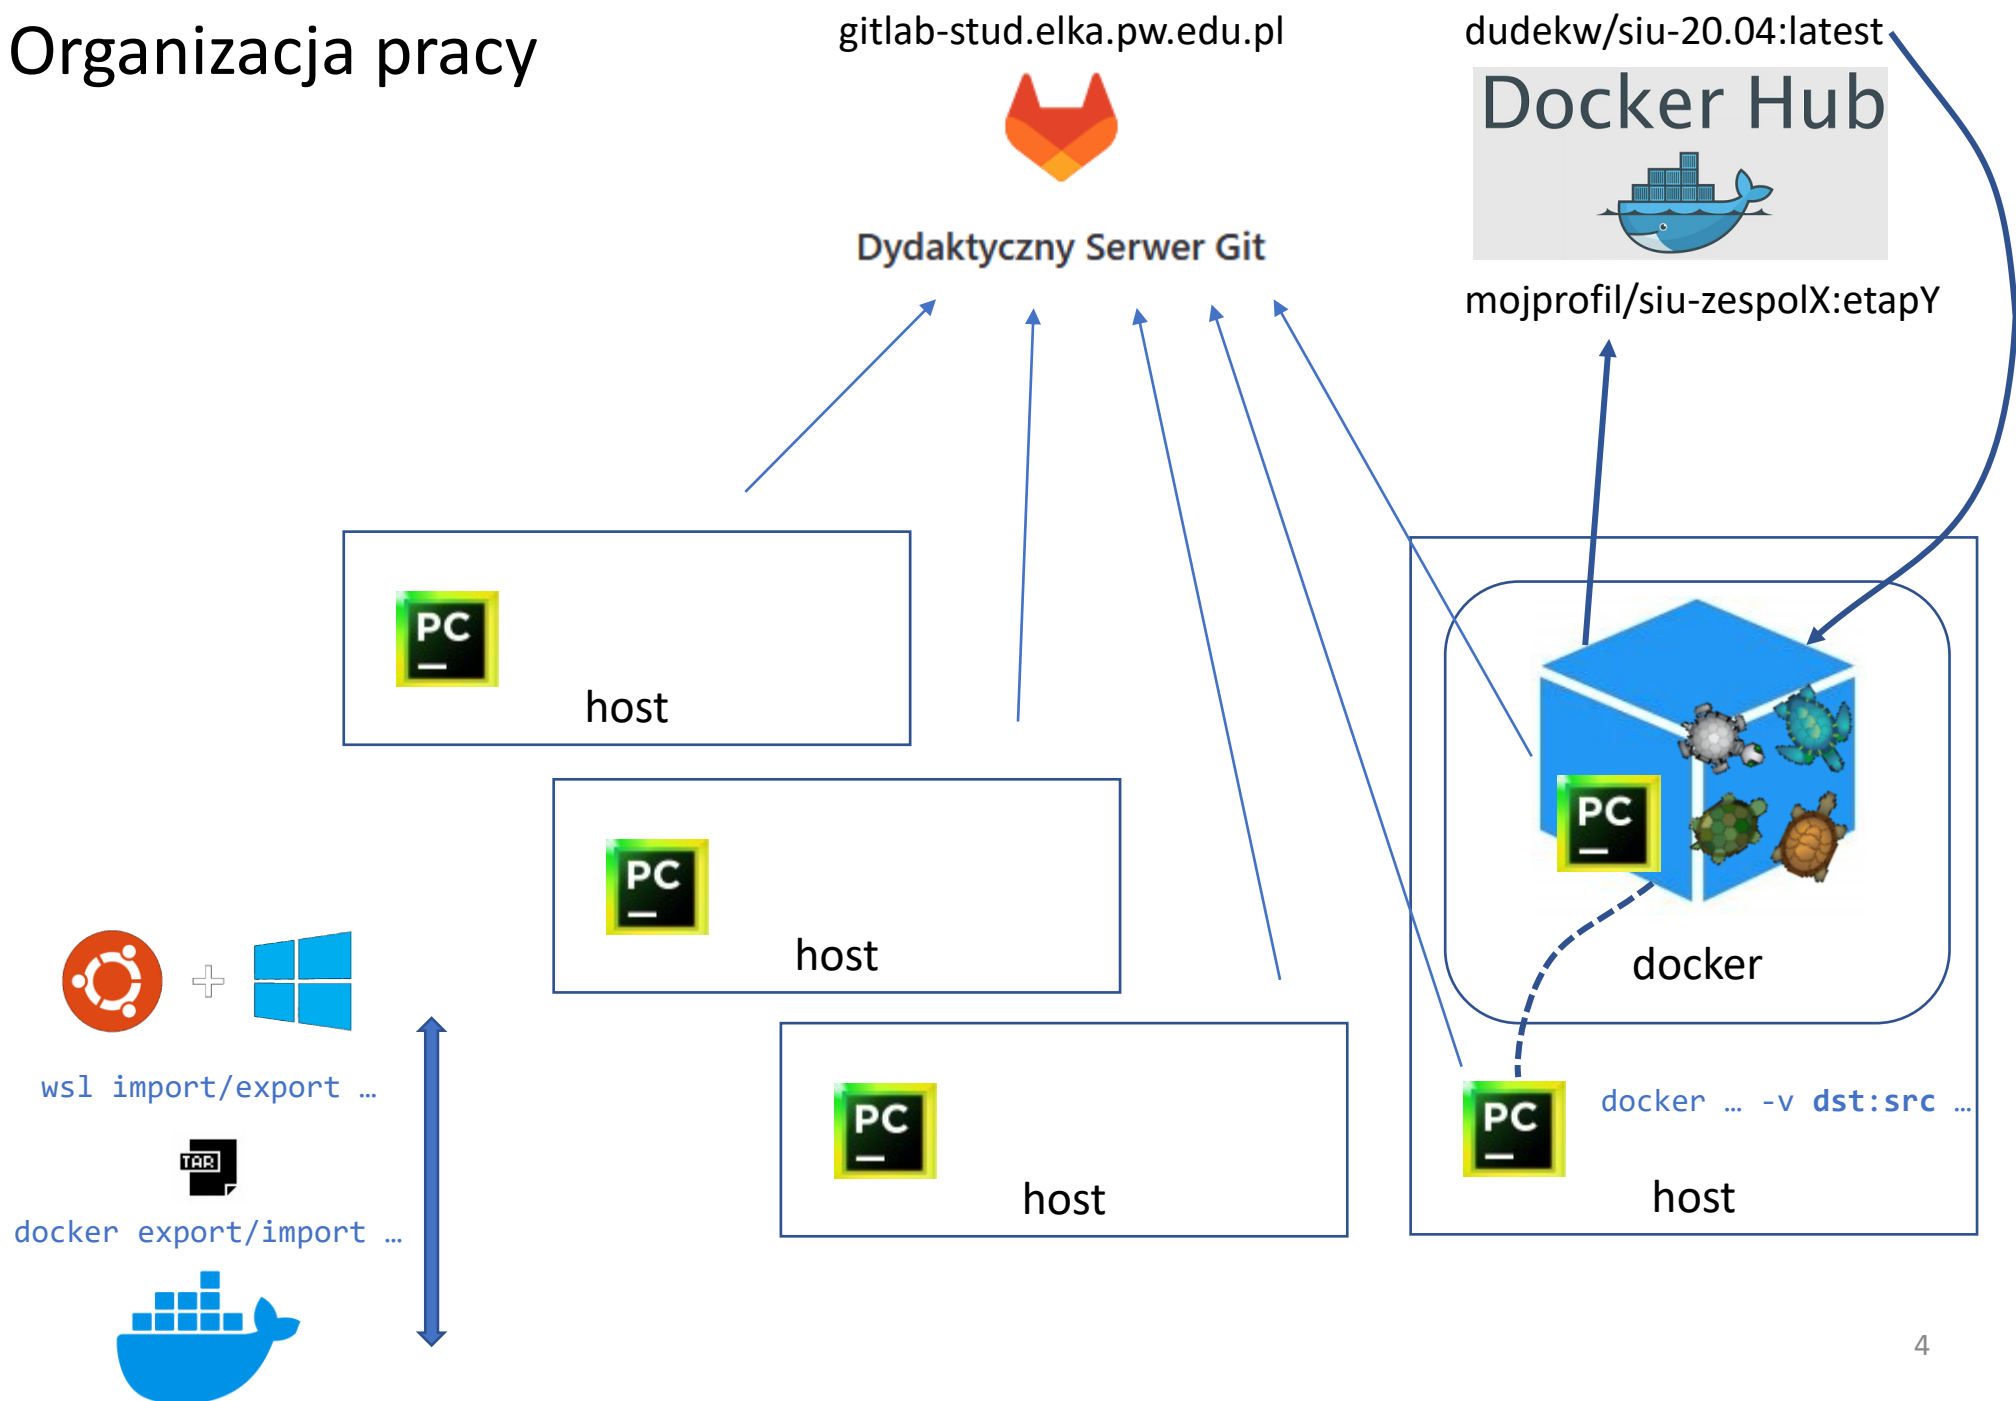 Organizacja pracy
gitlab-stud.elka.pw.edu.pl
Dydaktyczny Serwer Git
dudekw/siu-20.04:latest
Docker Hub
mojprofil/siu-zespolX:etapY
PC
host
PC
host
PC
host
PC
docker
PC
docker … -v dst:src …
host
wsl import/export …
TAR
docker export/import …
4